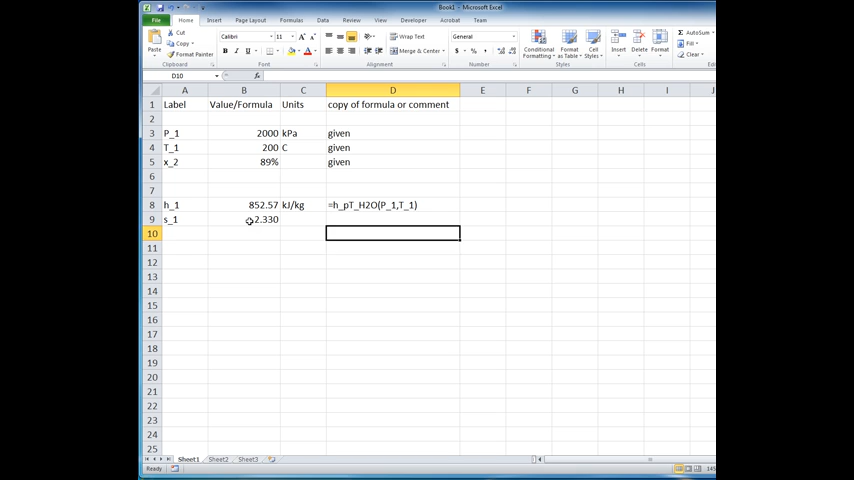 Book1 - Microsoft Excel
File Home Insert Page Layout Formulas Data Review View Developer Acrobat Team
Paste Cut Copy Format Painter Clipboard
Calibri 11 B I U Font
Wrap Text Merge & Center Alignment
General $ % , Number
Conditional Formatting Format as Table Cell Styles Styles
Insert Delete Format Cells
AutoSum Fill Clear
D10 fx
A B C D E F G H I J
1 Label Value/Formula Units copy of formula or comment
2
3 P_1 2000 kPa given
4 T_1 200 C given
5 x_2 89% given
6
7
8 h_1 852.57 kJ/kg =h_pT_H2O(P_1,T_1)
9 s_1 2.330
10
11
12
13
14
15
16
17
18
19
20
21
22
23
24
25
Sheet1 Sheet2 Sheet3
Ready 145